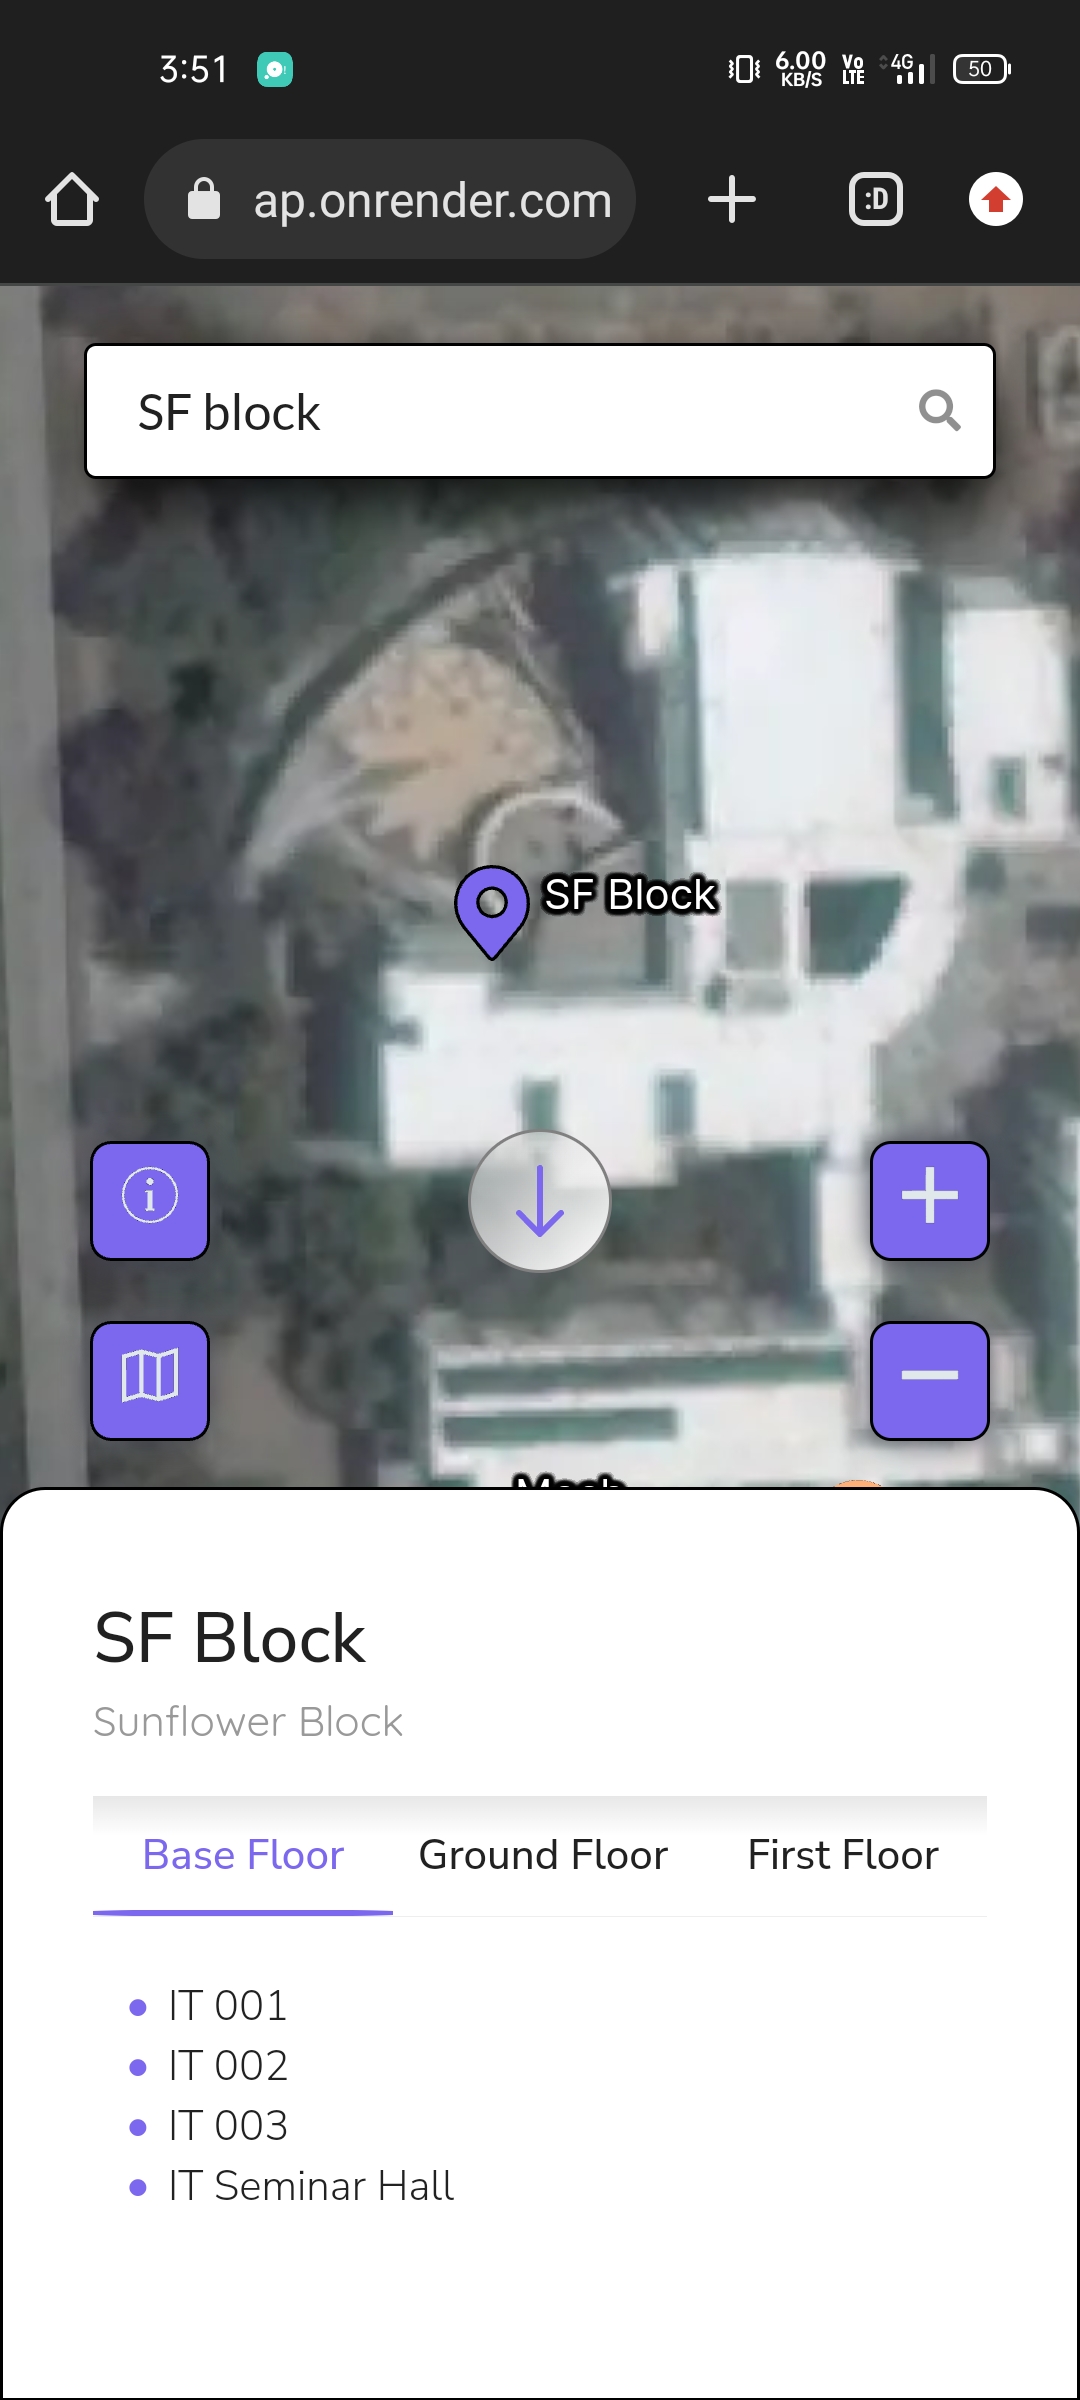 3:51
6.00 KB/S
Vo LTE
4G
50
ap.onrender.com
:D
SF block
SF Block
SF Block
Sunflower Block
Base Floor Ground Floor First Floor
IT 001
IT 002
IT 003
IT Seminar Hall